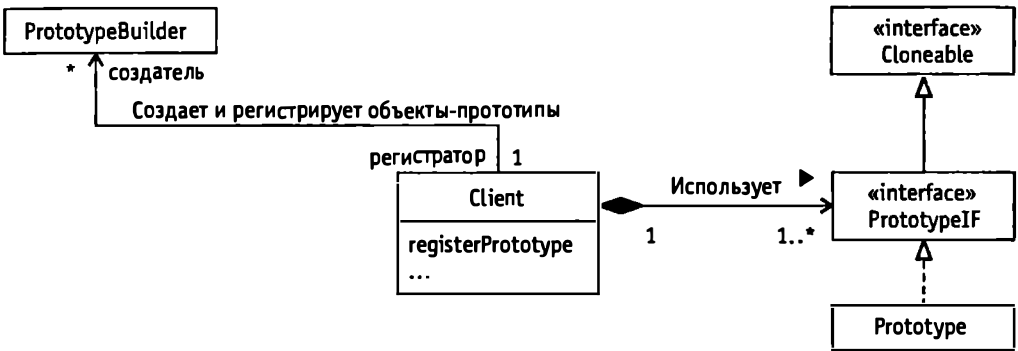 PrototypeBuilder
* создатель
Создает и регистрирует объекты-прототипы
регистратор 1
Client
registerPrototype
...
Использует ▶
1 1..*
«interface»
Cloneable
«interface»
PrototypeIF
Prototype